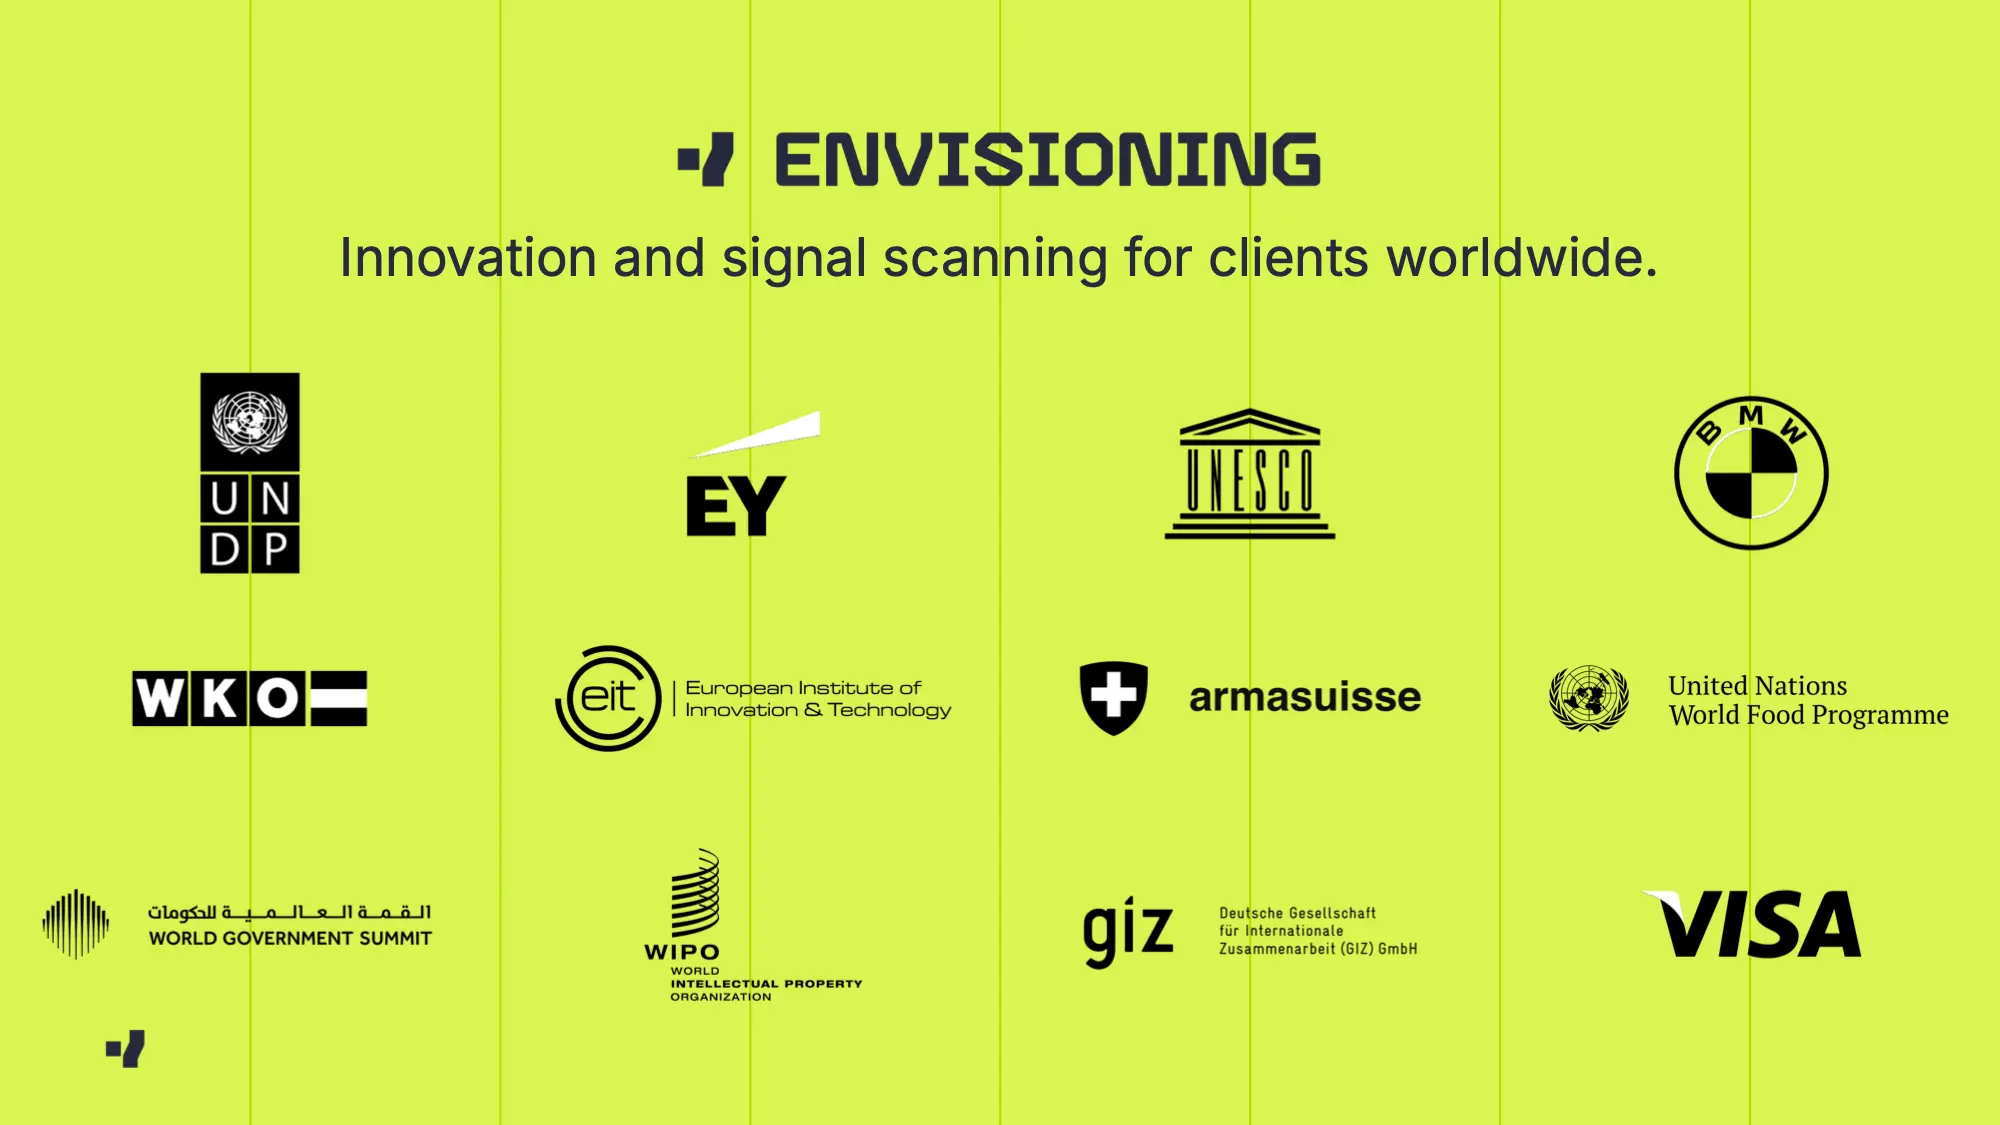 ENVISIONING
Innovation and signal scanning for clients worldwide.
UN
DP
EY
UNESCO
BMW
WKO
eit
European Institute of
Innovation & Technology
armasuisse
United Nations
World Food Programme
القمة العالمية للحكومات
WORLD GOVERNMENT SUMMIT
WIPO
WORLD
INTELLECTUAL PROPERTY
ORGANIZATION
giz
Deutsche Gesellschaft
für Internationale
Zusammenarbeit (GIZ) GmbH
VISA